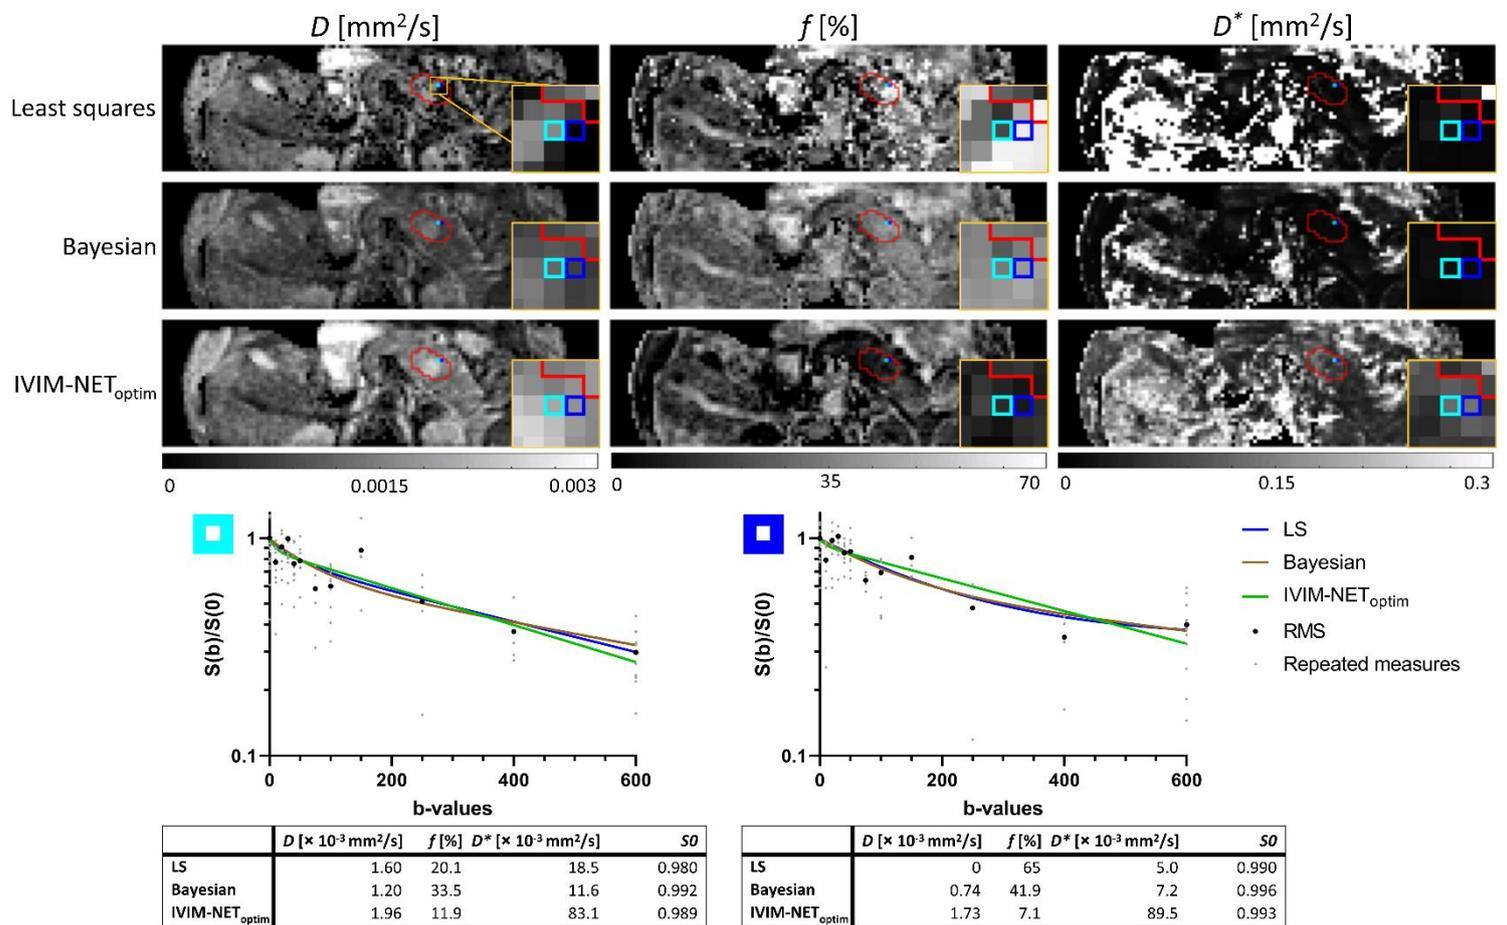 D [mm²/s] f [%] D* [mm²/s]
Least squares
Bayesian
IVIM-NEToptim
0 0.0015 0.003 0 35 70 0 0.15 0.3
1
0.1
S(b)/S(0)
0 200 400 600
b-values
1
0.1
S(b)/S(0)
0 200 400 600
b-values
LS
Bayesian
IVIM-NEToptim
RMS
Repeated measures
D [× 10-3 mm²/s] f [%] D* [× 10-3 mm²/s] S0
LS 1.60 20.1 18.5 0.980
Bayesian 1.20 33.5 11.6 0.992
IVIM-NEToptim 1.96 11.9 83.1 0.989
D [× 10-3 mm²/s] f [%] D* [× 10-3 mm²/s] S0
LS 0 65 5.0 0.990
Bayesian 0.74 41.9 7.2 0.996
IVIM-NEToptim 1.73 7.1 89.5 0.993